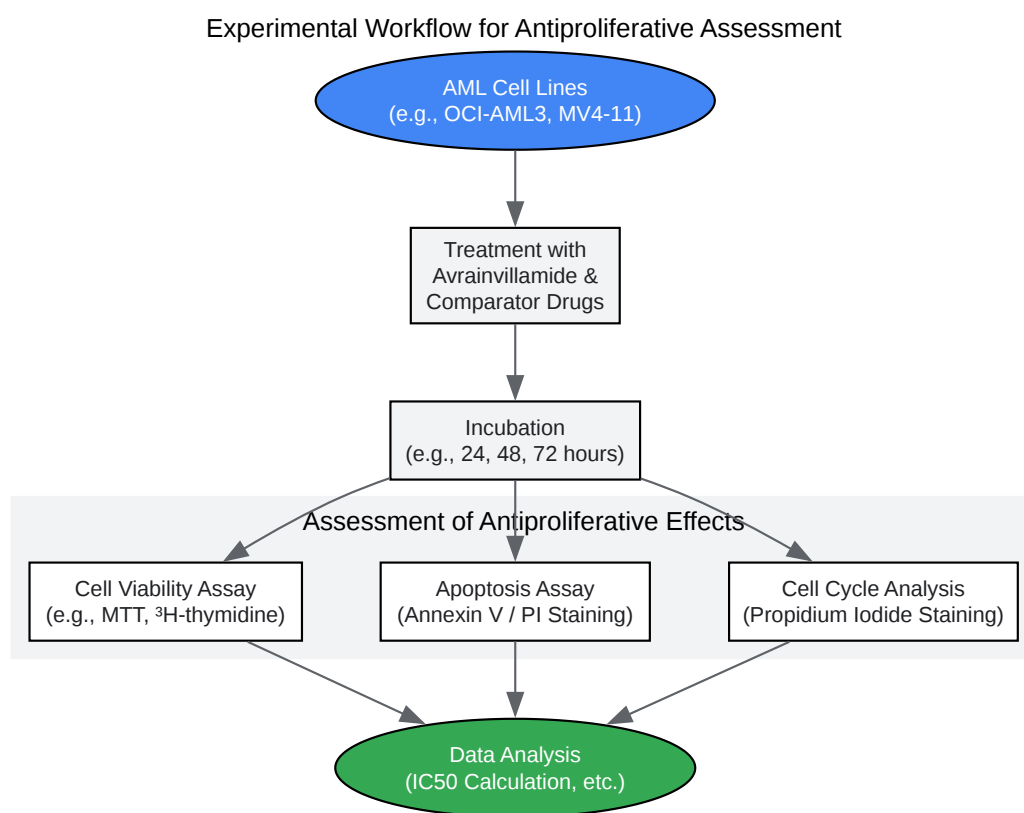 Experimental Workflow for Antiproliferative Assessment
AML Cell Lines
(e.g., OCI-AML3, MV4-11)
Treatment with
Avrainvillamide &
Comparator Drugs
Incubation
(e.g., 24, 48, 72 hours)
Assessment of Antiproliferative Effects
Cell Viability Assay
(e.g., MTT, ³H-thymidine)
Apoptosis Assay
(Annexin V / PI Staining)
Cell Cycle Analysis
(Propidium Iodide Staining)
Data Analysis
(IC50 Calculation, etc.)